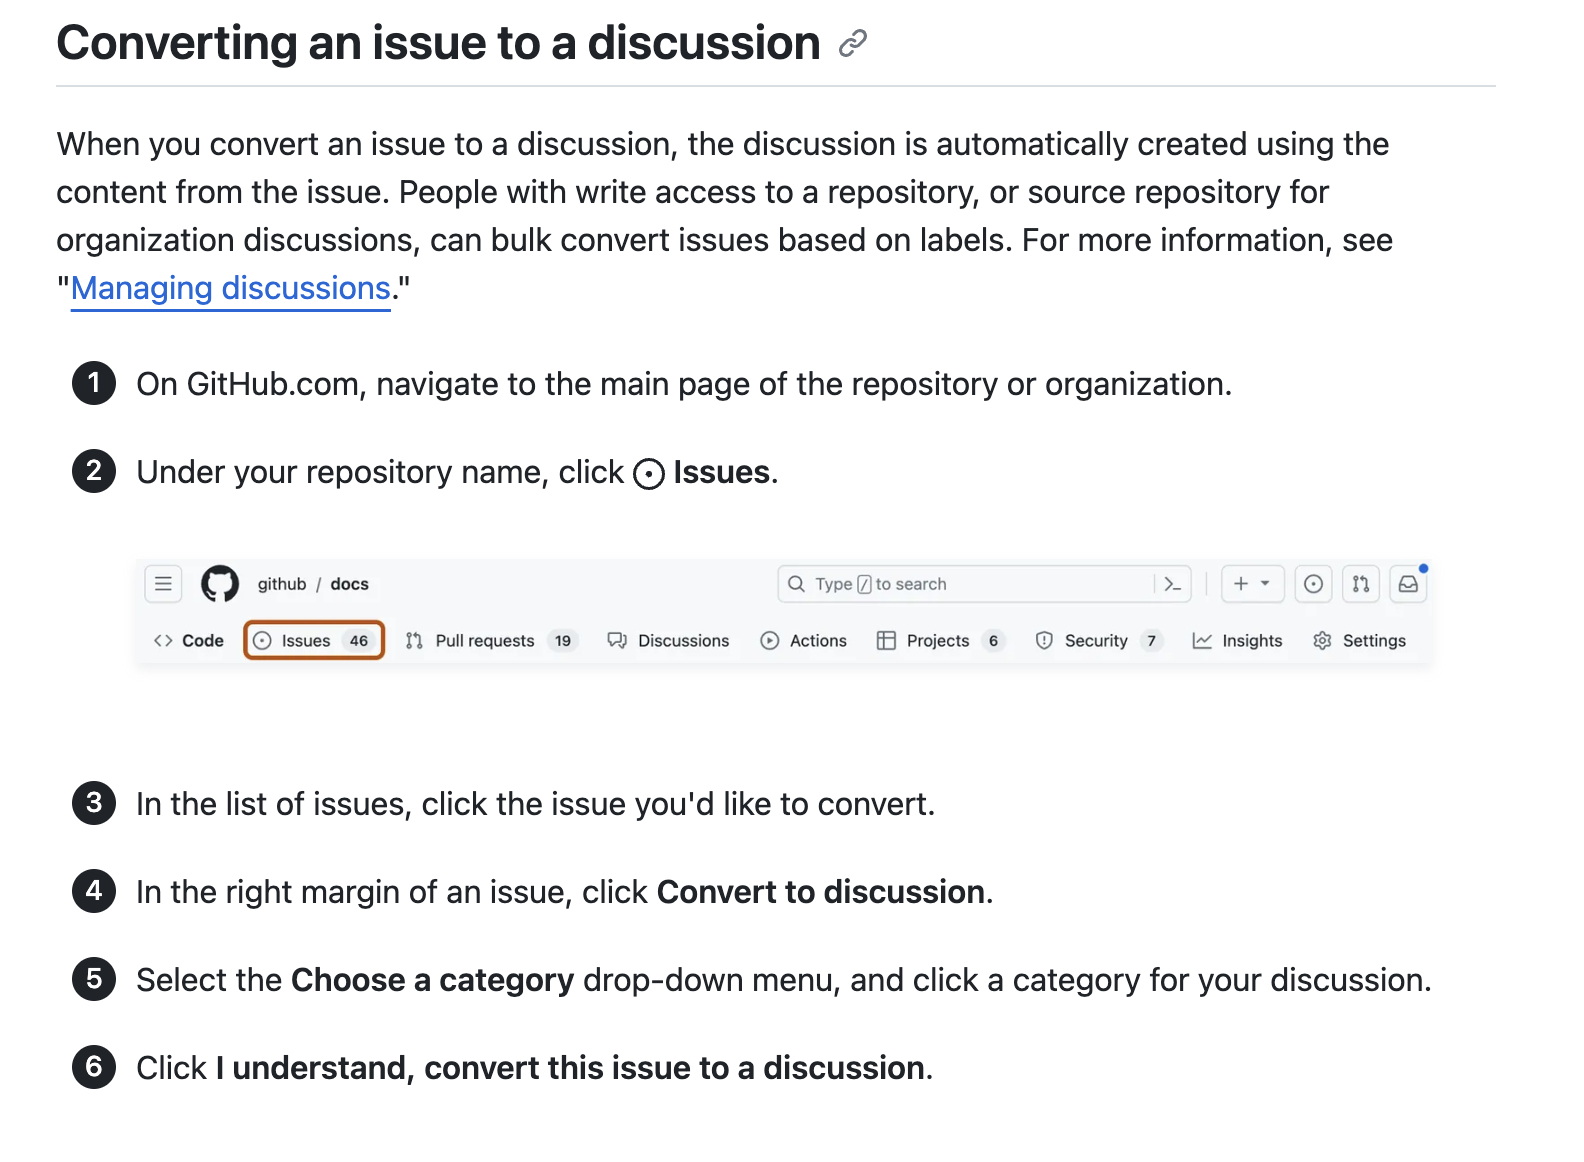 Converting an issue to a discussion
When you convert an issue to a discussion, the discussion is automatically created using the
content from the issue. People with write access to a repository, or source repository for
organization discussions, can bulk convert issues based on labels. For more information, see
"Managing discussions."
1 On GitHub.com, navigate to the main page of the repository or organization.
2 Under your repository name, click Issues.
github / docs Type / to search
Code Issues 46 Pull requests 19 Discussions Actions Projects 6 Security 7 Insights Settings
3 In the list of issues, click the issue you'd like to convert.
4 In the right margin of an issue, click Convert to discussion.
5 Select the Choose a category drop-down menu, and click a category for your discussion.
6 Click I understand, convert this issue to a discussion.